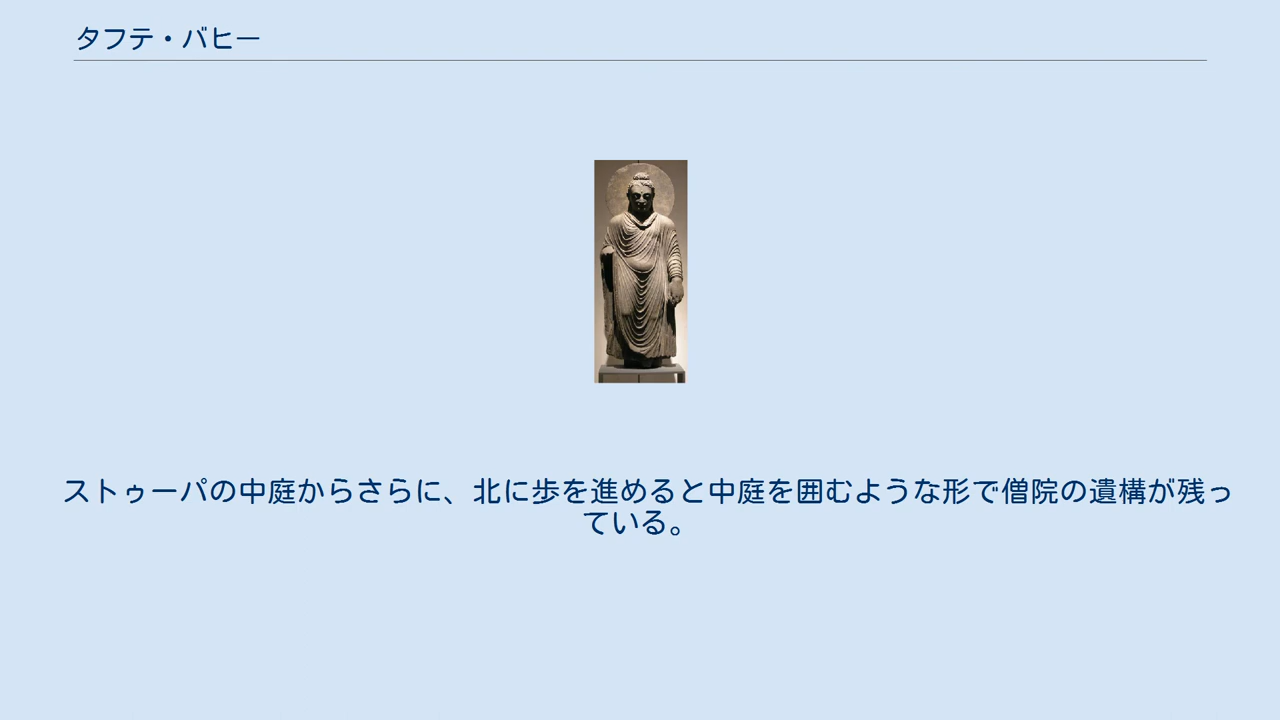 タフテ・バヒー
ストゥーパの中庭からさらに、北に歩を進めると中庭を囲むような形で僧院の遺構が残っ
ている。